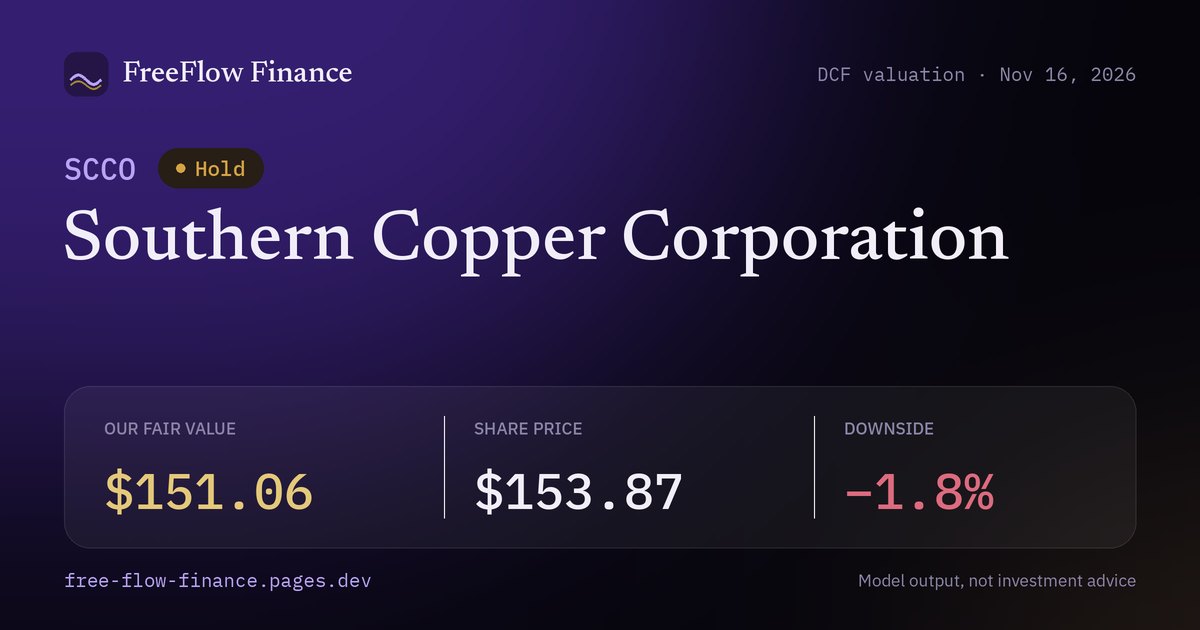 FreeFlow Finance
DCF valuation · Nov 16, 2026
SCCO
Hold
Southern Copper Corporation
OUR FAIR VALUE
$151.06
SHARE PRICE
$153.87
DOWNSIDE
−1.8%
free-flow-finance.pages.dev
Model output, not investment advice